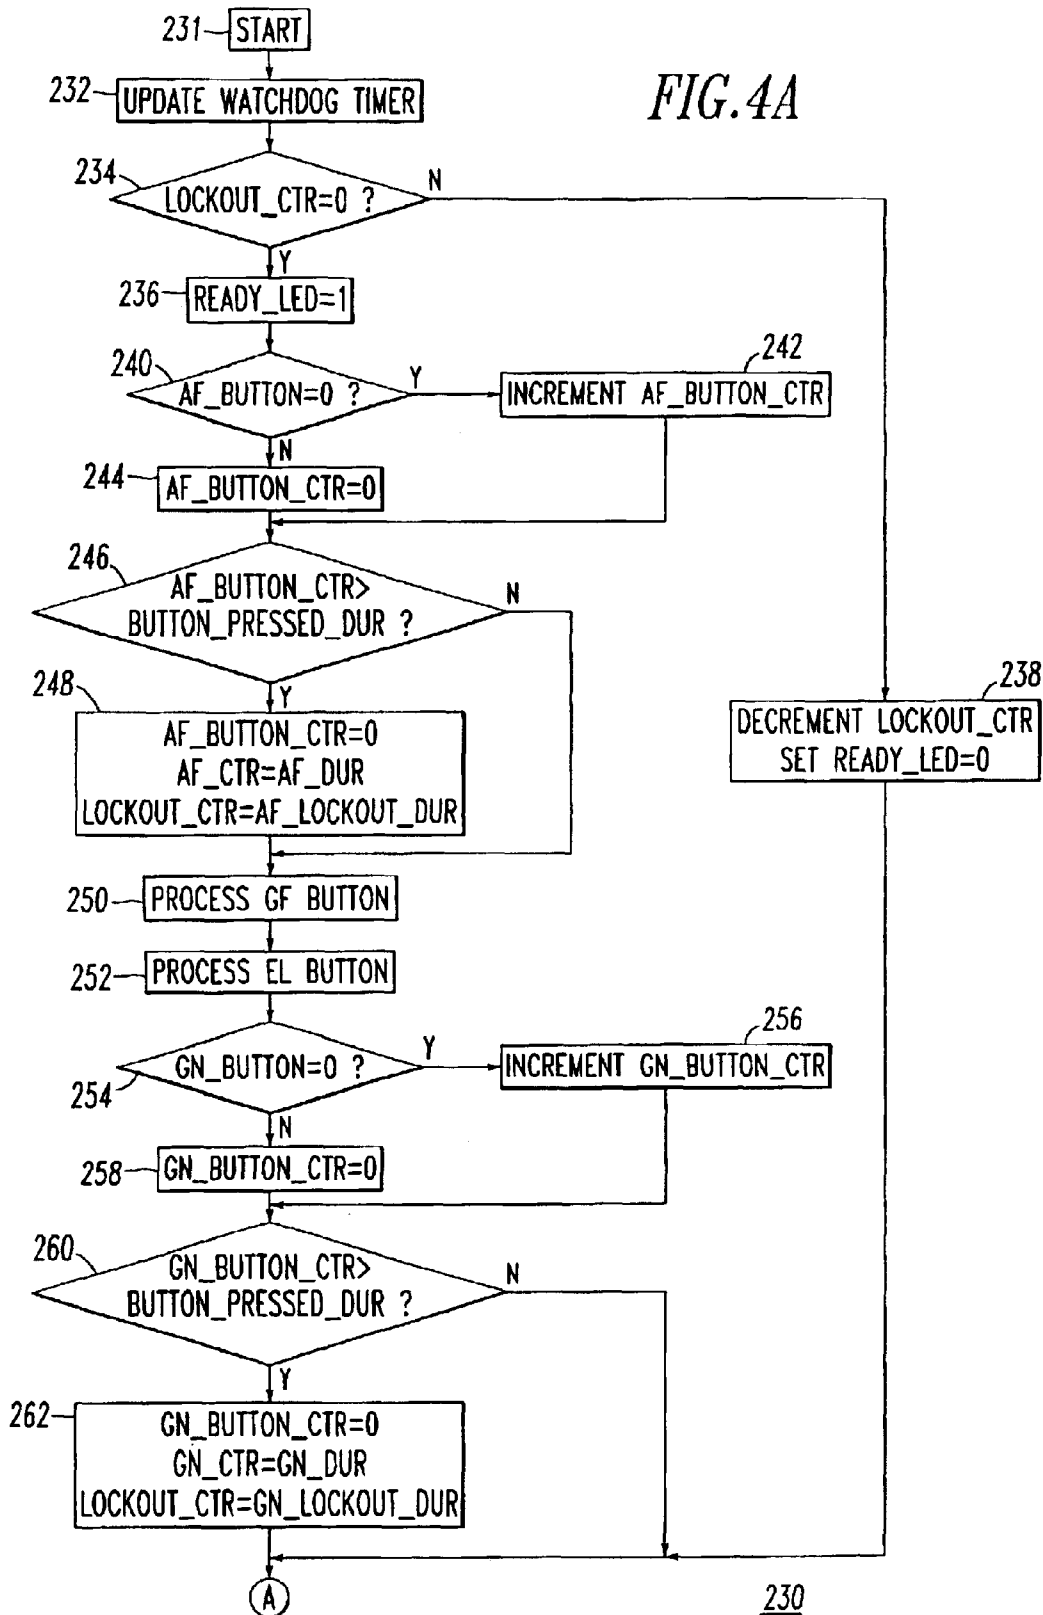 231
START
FIG.4A
232
UPDATE WATCHDOG TIMER
234
LOCKOUT_CTR=0 ?
N
Y
236
READY_LED=1
240
AF_BUTTON=0 ?
Y
242
INCREMENT AF_BUTTON_CTR
N
244
AF_BUTTON_CTR=0
246
AF_BUTTON_CTR>
BUTTON_PRESSED_DUR ?
N
Y
248
AF_BUTTON_CTR=0
AF_CTR=AF_DUR
LOCKOUT_CTR=AF_LOCKOUT_DUR
238
DECREMENT LOCKOUT_CTR
SET READY_LED=0
250
PROCESS GF BUTTON
252
PROCESS EL BUTTON
254
GN_BUTTON=0 ?
Y
256
INCREMENT GN_BUTTON_CTR
N
258
GN_BUTTON_CTR=0
260
GN_BUTTON_CTR>
BUTTON_PRESSED_DUR ?
N
Y
262
GN_BUTTON_CTR=0
GN_CTR=GN_DUR
LOCKOUT_CTR=GN_LOCKOUT_DUR
A
230